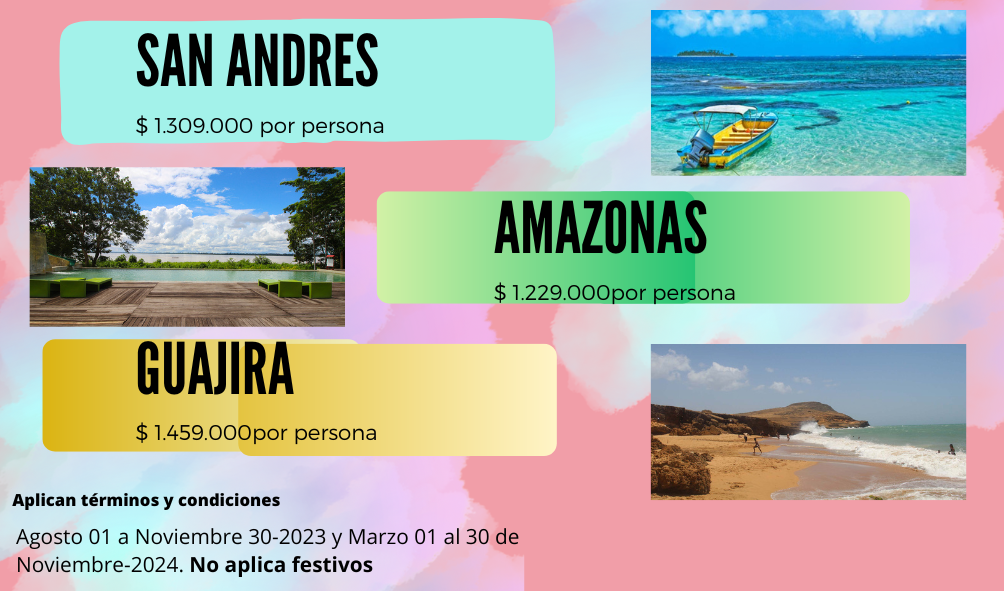 SAN ANDRES
$ 1.309.000 por persona
AMAZONAS
$ 1.229.000por persona
GUAJIRA
$ 1.459.000por persona
Aplican términos y condiciones
Agosto 01 a Noviembre 30-2023 y Marzo 01 al 30 de
Noviembre-2024. No aplica festivos